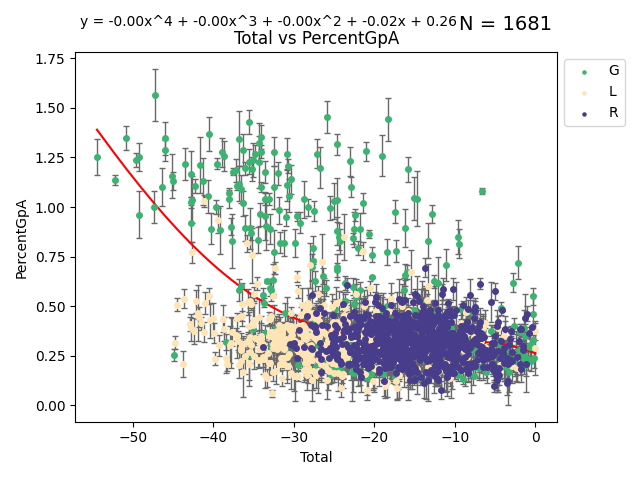 y = -0.00x^4 + -0.00x^3 + -0.00x^2 + -0.02x + 0.26 N = 1681
Total vs PercentGpA
1.75
1.50
1.25
1.00
0.75
0.50
0.25
0.00
PercentGpA
−50 −40 −30 −20 −10 0
Total
G
L
R